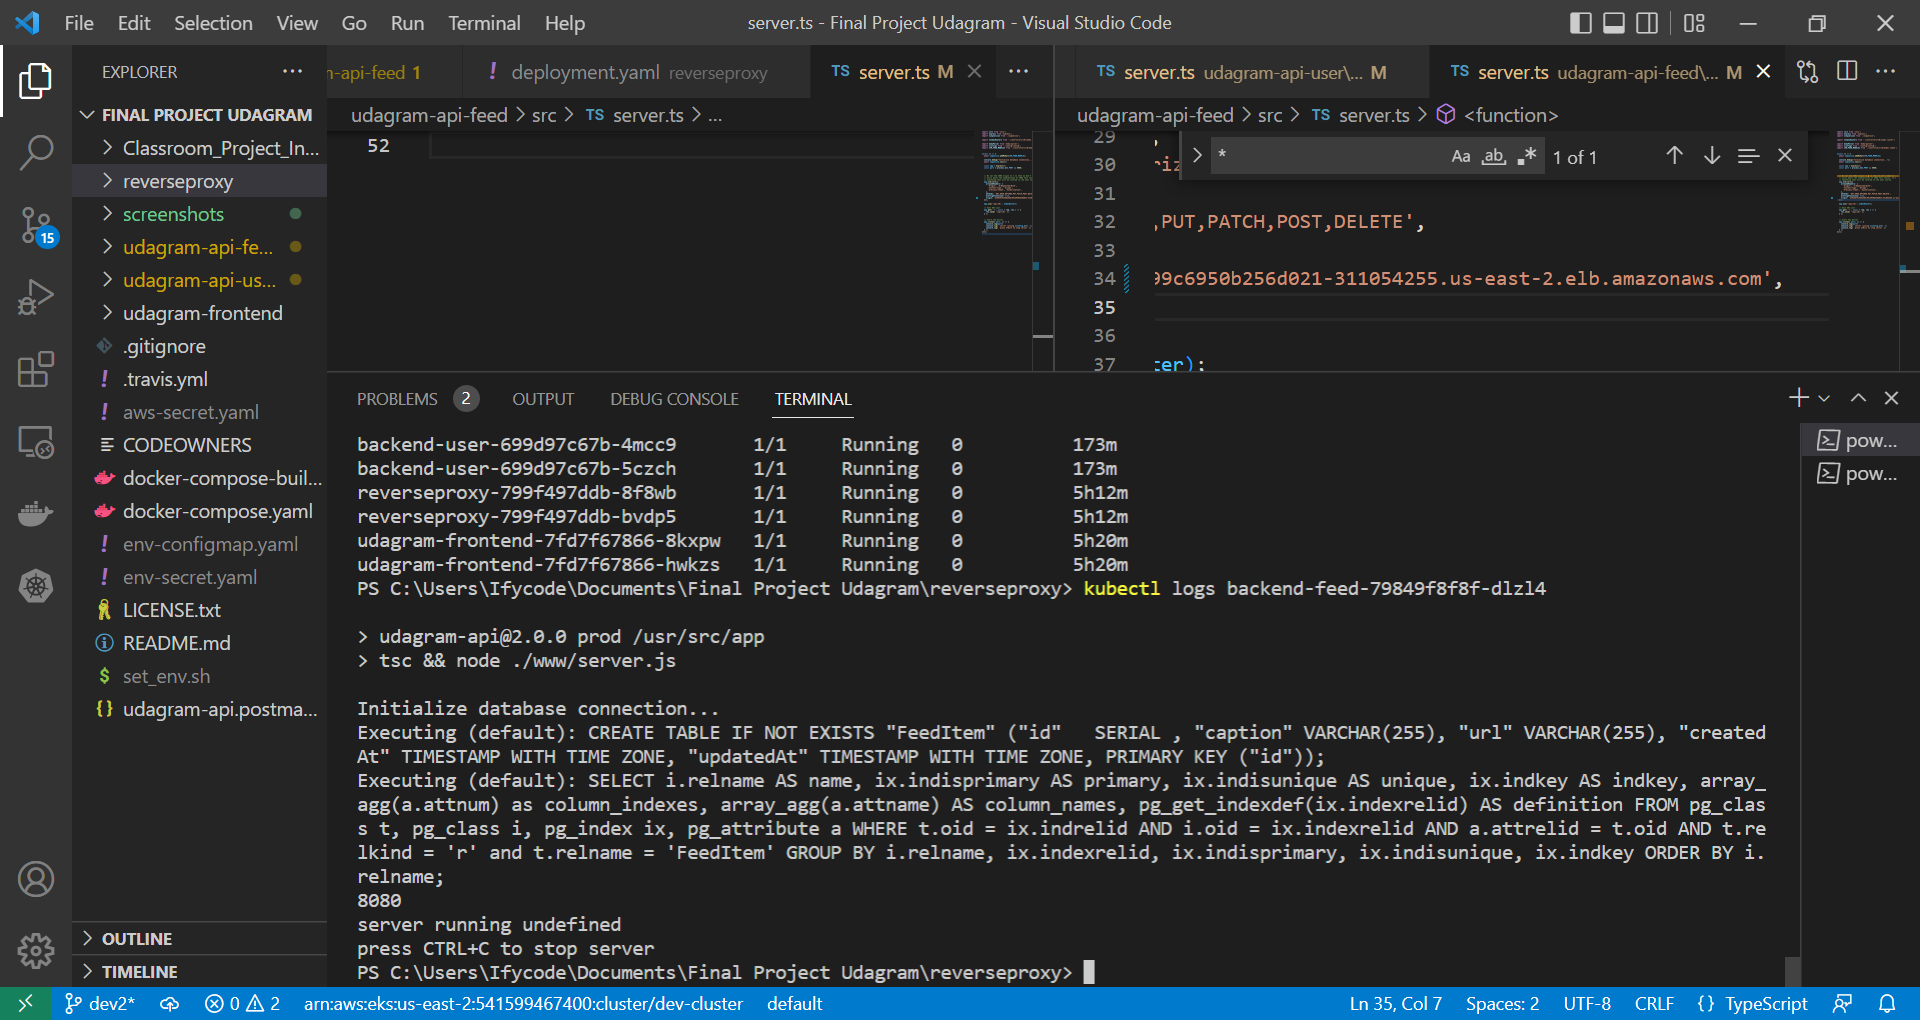 File Edit Selection View Go Run Terminal Help
server.ts - Final Project Udagram - Visual Studio Code
EXPLORER
FINAL PROJECT UDAGRAM
Classroom_Project_In...
reverseproxy
screenshots
udagram-api-fe...
udagram-api-us...
udagram-frontend
.gitignore
.travis.yml
aws-secret.yaml
CODEOWNERS
docker-compose-buil...
docker-compose.yaml
env-configmap.yaml
env-secret.yaml
LICENSE.txt
README.md
set_env.sh
udagram-api.postma...
OUTLINE
TIMELINE
15
-api-feed 1
deployment.yaml reverseproxy
TS server.ts M
udagram-api-feed > src > TS server.ts > ...
52
TS server.ts udagram-api-user\... M
TS server.ts udagram-api-feed\... M
udagram-api-feed > src > TS server.ts > <function>
* Aa ab .* 1 of 1
29
30
31
32 ,PUT,PATCH,POST,DELETE',
33
34 99c6950b256d021-311054255.us-east-2.elb.amazonaws.com',
35
36
37 ter);
PROBLEMS 2 OUTPUT DEBUG CONSOLE TERMINAL
pow...
pow...
backend-user-699d97c67b-4mcc9 1/1 Running 0 173m
backend-user-699d97c67b-5czch 1/1 Running 0 173m
reverseproxy-799f497ddb-8f8wb 1/1 Running 0 5h12m
reverseproxy-799f497ddb-bvdp5 1/1 Running 0 5h12m
udagram-frontend-7fd7f67866-8kxpw 1/1 Running 0 5h20m
udagram-frontend-7fd7f67866-hwkzs 1/1 Running 0 5h20m
PS C:\Users\Ifycode\Documents\Final Project Udagram\reverseproxy> kubectl logs backend-feed-79849f8f8f-dlzl4
> udagram-api@2.0.0 prod /usr/src/app
> tsc && node ./www/server.js
Initialize database connection...
Executing (default): CREATE TABLE IF NOT EXISTS "FeedItem" ("id"   SERIAL , "caption" VARCHAR(255), "url" VARCHAR(255), "created
At" TIMESTAMP WITH TIME ZONE, "updatedAt" TIMESTAMP WITH TIME ZONE, PRIMARY KEY ("id"));
Executing (default): SELECT i.relname AS name, ix.indisprimary AS primary, ix.indisunique AS unique, ix.indkey AS indkey, array_
agg(a.attnum) as column_indexes, array_agg(a.attname) AS column_names, pg_get_indexdef(ix.indexrelid) AS definition FROM pg_clas
s t, pg_class i, pg_index ix, pg_attribute a WHERE t.oid = ix.indrelid AND i.oid = ix.indexrelid AND a.attrelid = t.oid AND t.re
lkind = 'r' and t.relname = 'FeedItem' GROUP BY i.relname, ix.indexrelid, ix.indisprimary, ix.indisunique, ix.indkey ORDER BY i.
relname;
8080
server running undefined
press CTRL+C to stop server
PS C:\Users\Ifycode\Documents\Final Project Udagram\reverseproxy>
dev2* 0 2 arn:aws:eks:us-east-2:541599467400:cluster/dev-cluster default
Ln 35, Col 7 Spaces: 2 UTF-8 CRLF {} TypeScript